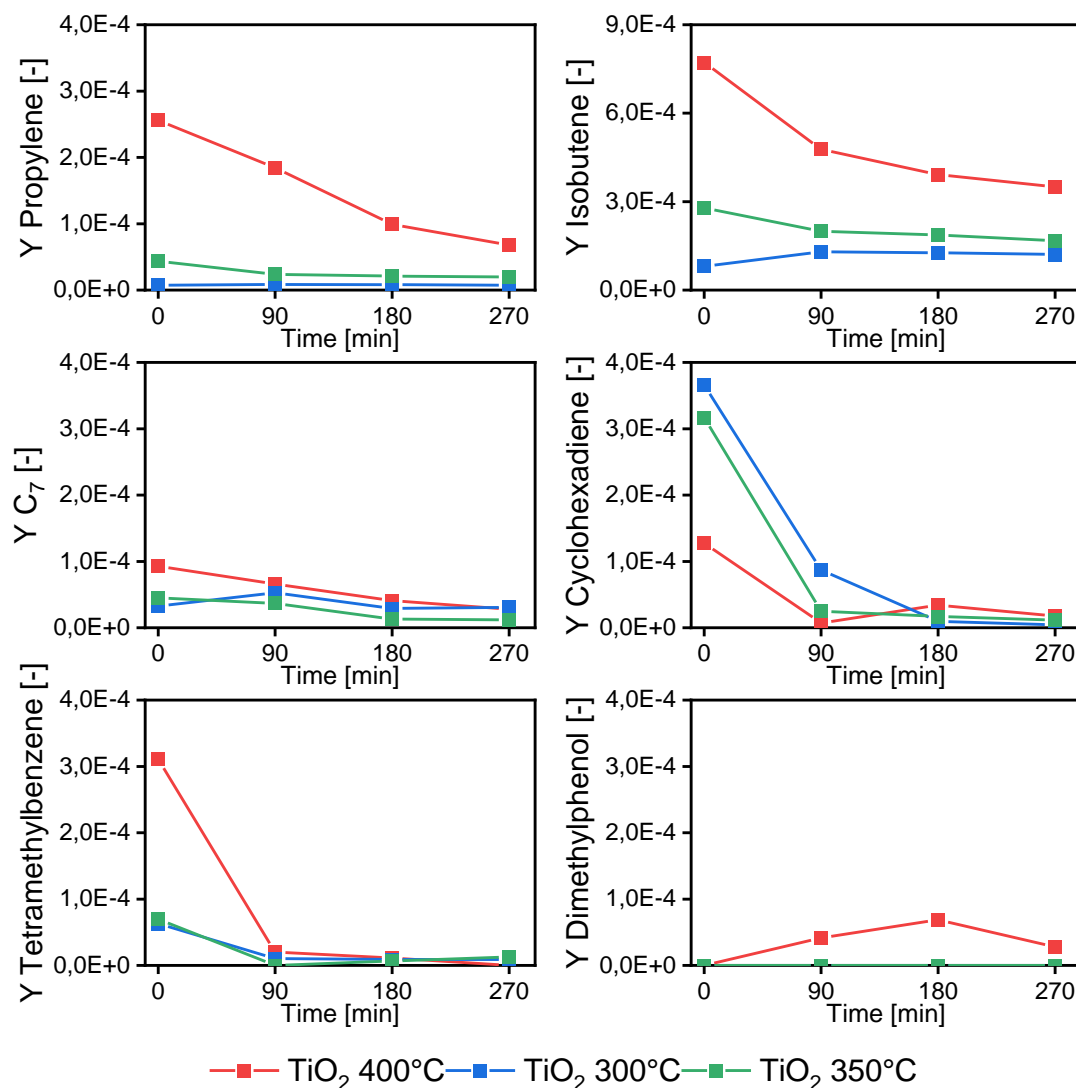 Y Propylene [-]
4,0E-4
3,0E-4
2,0E-4
1,0E-4
0,0E+0
0 90 180 270
Time [min]
Y Isobutene [-]
9,0E-4
6,0E-4
3,0E-4
0,0E+0
0 90 180 270
Time [min]
Y C₇ [-]
4,0E-4
3,0E-4
2,0E-4
1,0E-4
0,0E+0
0 90 180 270
Time [min]
Y Cyclohexadiene [-]
4,0E-4
3,0E-4
2,0E-4
1,0E-4
0,0E+0
0 90 180 270
Time [min]
Y Tetramethylbenzene [-]
4,0E-4
3,0E-4
2,0E-4
1,0E-4
0,0E+0
0 90 180 270
Time [min]
Y Dimethylphenol [-]
4,0E-4
3,0E-4
2,0E-4
1,0E-4
0,0E+0
0 90 180 270
Time [min]
TiO₂ 400°C TiO₂ 300°C TiO₂ 350°C